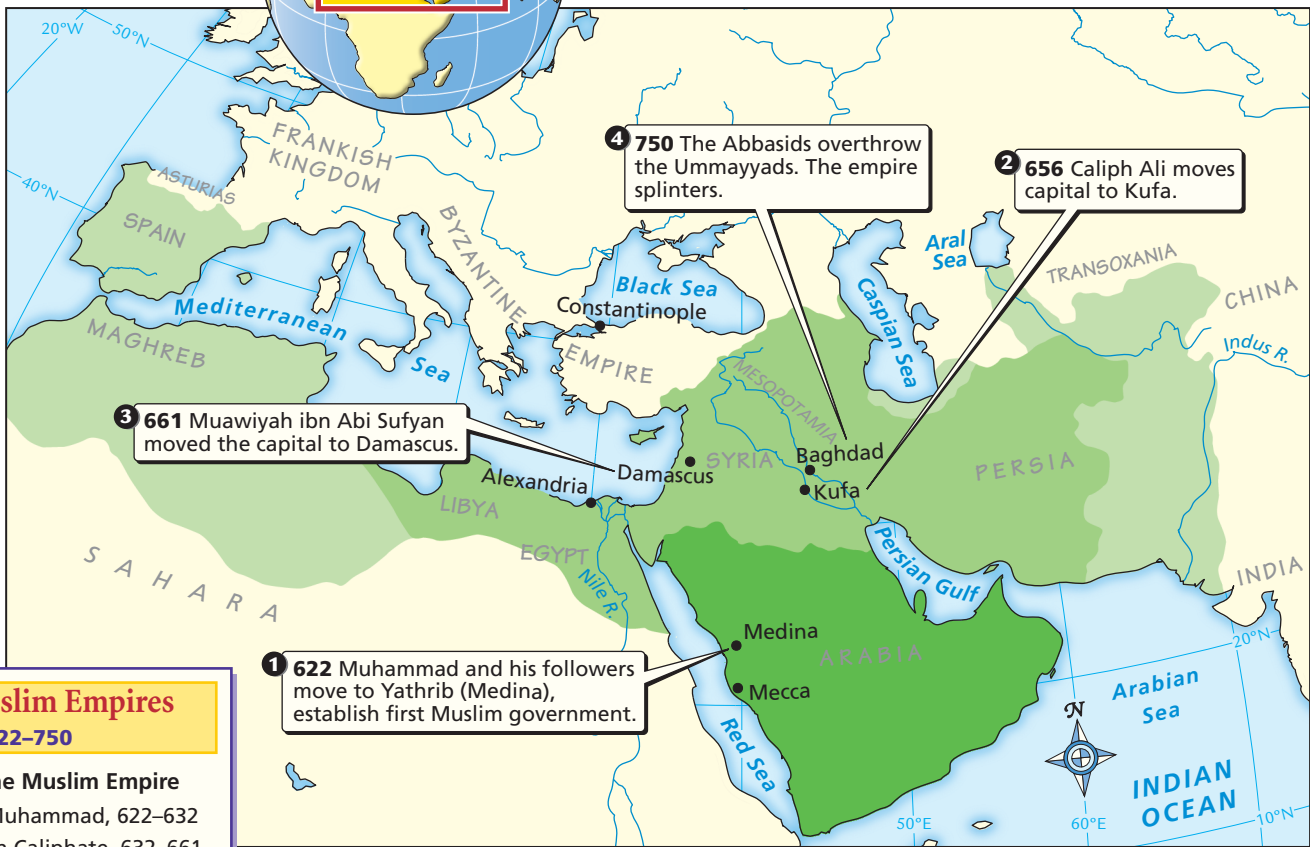 20°W
50°N
40°N
FRANKISH
KINGDOM
ASTURIAS
SPAIN
BYZANTINE
EMPIRE
4 750 The Abbasids overthrow
the Ummayyads. The empire
splinters.
2 656 Caliph Ali moves
capital to Kufa.
Aral
Sea
TRANSOXANIA
CHINA
Black Sea
Constantinople
Caspian Sea
Indus R.
Mediterranean
Sea
MAGHREB
MESOPOTAMIA
3 661 Muawiyah ibn Abi Sufyan
moved the capital to Damascus.
Damascus
SYRIA
Baghdad
Kufa
PERSIA
Alexandria
LIBYA
EGYPT
Nile R.
SAHARA
Persian Gulf
INDIA
1 622 Muhammad and his followers
move to Yathrib (Medina),
establish first Muslim government.
Medina
Mecca
ARABIA
Red Sea
20°N
Arabian
Sea
N
INDIAN
OCEAN
50°E
60°E
10°N
slim Empires
22–750
e Muslim Empire
Muhammad, 622–632
Caliphate, 632–661